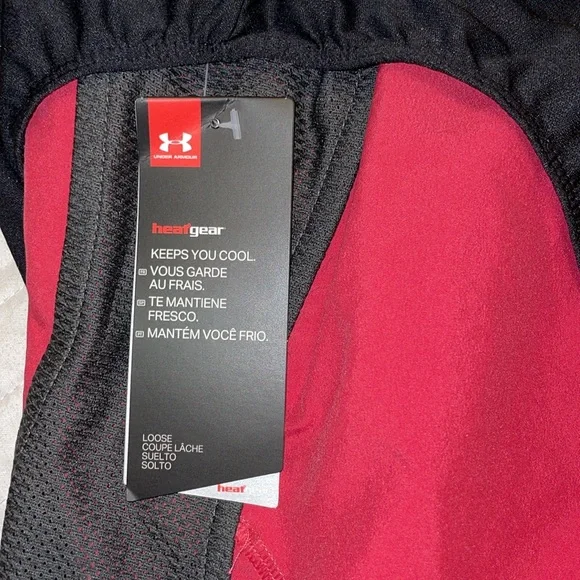 UNDER ARMOUR
heatgear
KEEPS YOU COOL.
FR VOUS GARDE
AU FRAIS.
TE MANTIENE
FRESCO.
MANTÉM VOCÊ FRIO.
LOOSE
COUPE LÂCHE
SUELTO
SOLTO
heat